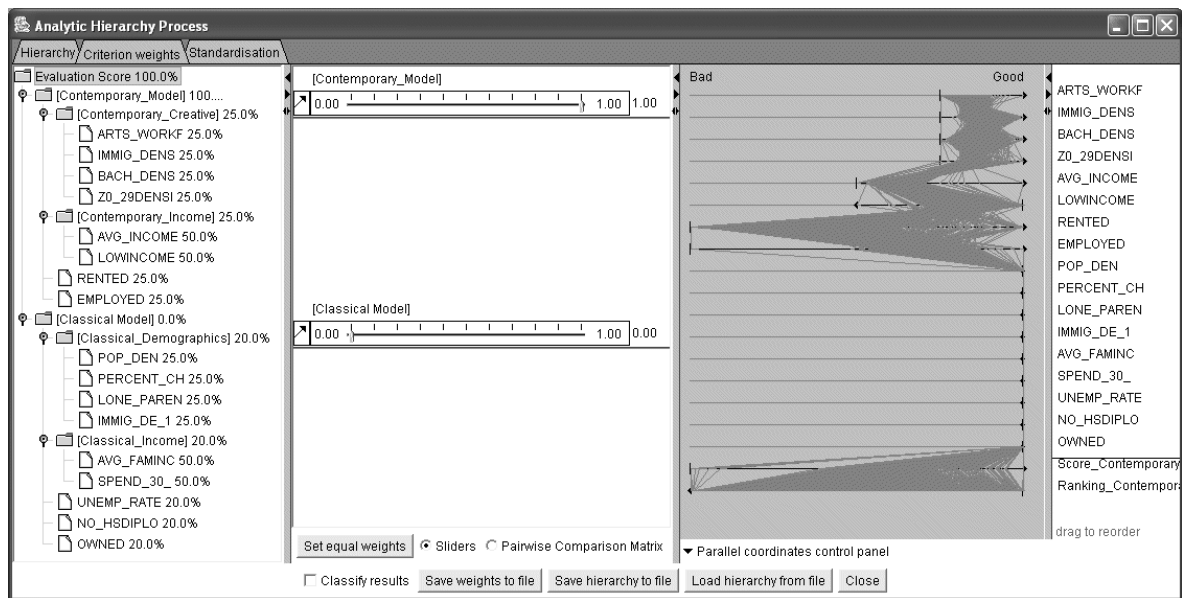 Analytic Hierarchy Process
Hierarchy Criterion weights Standardisation
Evaluation Score 100.0%
[Contemporary_Model] 100....
[Contemporary_Creative] 25.0%
ARTS_WORKF 25.0%
IMMIG_DENS 25.0%
BACH_DENS 25.0%
Z0_29DENSI 25.0%
[Contemporary_Income] 25.0%
AVG_INCOME 50.0%
LOWINCOME 50.0%
RENTED 25.0%
EMPLOYED 25.0%
[Classical Model] 0.0%
[Classical_Demographics] 20.0%
POP_DEN 25.0%
PERCENT_CH 25.0%
LONE_PAREN 25.0%
IMMIG_DE_1 25.0%
[Classical_Income] 20.0%
AVG_FAMINC 50.0%
SPEND_30_ 50.0%
UNEMP_RATE 20.0%
NO_HSDIPLO 20.0%
OWNED 20.0%
[Contemporary_Model]
0.00 1.00 1.00
[Classical Model]
0.00 1.00 0.00
Set equal weights Sliders Pairwise Comparison Matrix
Bad Good
Parallel coordinates control panel
ARTS_WORKF
IMMIG_DENS
BACH_DENS
Z0_29DENSI
AVG_INCOME
LOWINCOME
RENTED
EMPLOYED
POP_DEN
PERCENT_CH
LONE_PAREN
IMMIG_DE_1
AVG_FAMINC
SPEND_30_
UNEMP_RATE
NO_HSDIPLO
OWNED
Score_Contemporary
Ranking_Contempora
drag to reorder
Classify results Save weights to file Save hierarchy to file Load hierarchy from file Close